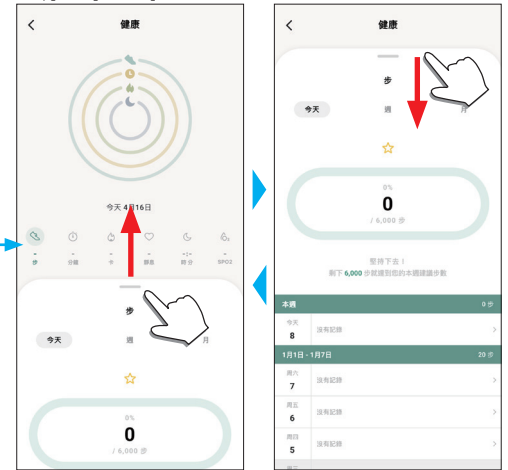 健康
今天 4月16日
- - - - -:- -
步 分鐘 卡 靜息 時 分 SPO2
步
今天 週 月
0%
0
/ 6,000 步
健康
步
今天 週 月
0%
0
/ 6,000 步
堅持下去！
剩下 6,000 步就達到您的本週建議步數
本週 0 步
今天
8 沒有記錄
1月1日 - 1月7日 20 步
周六
7 沒有記錄
周五
6 沒有記錄
周四
5 沒有記錄